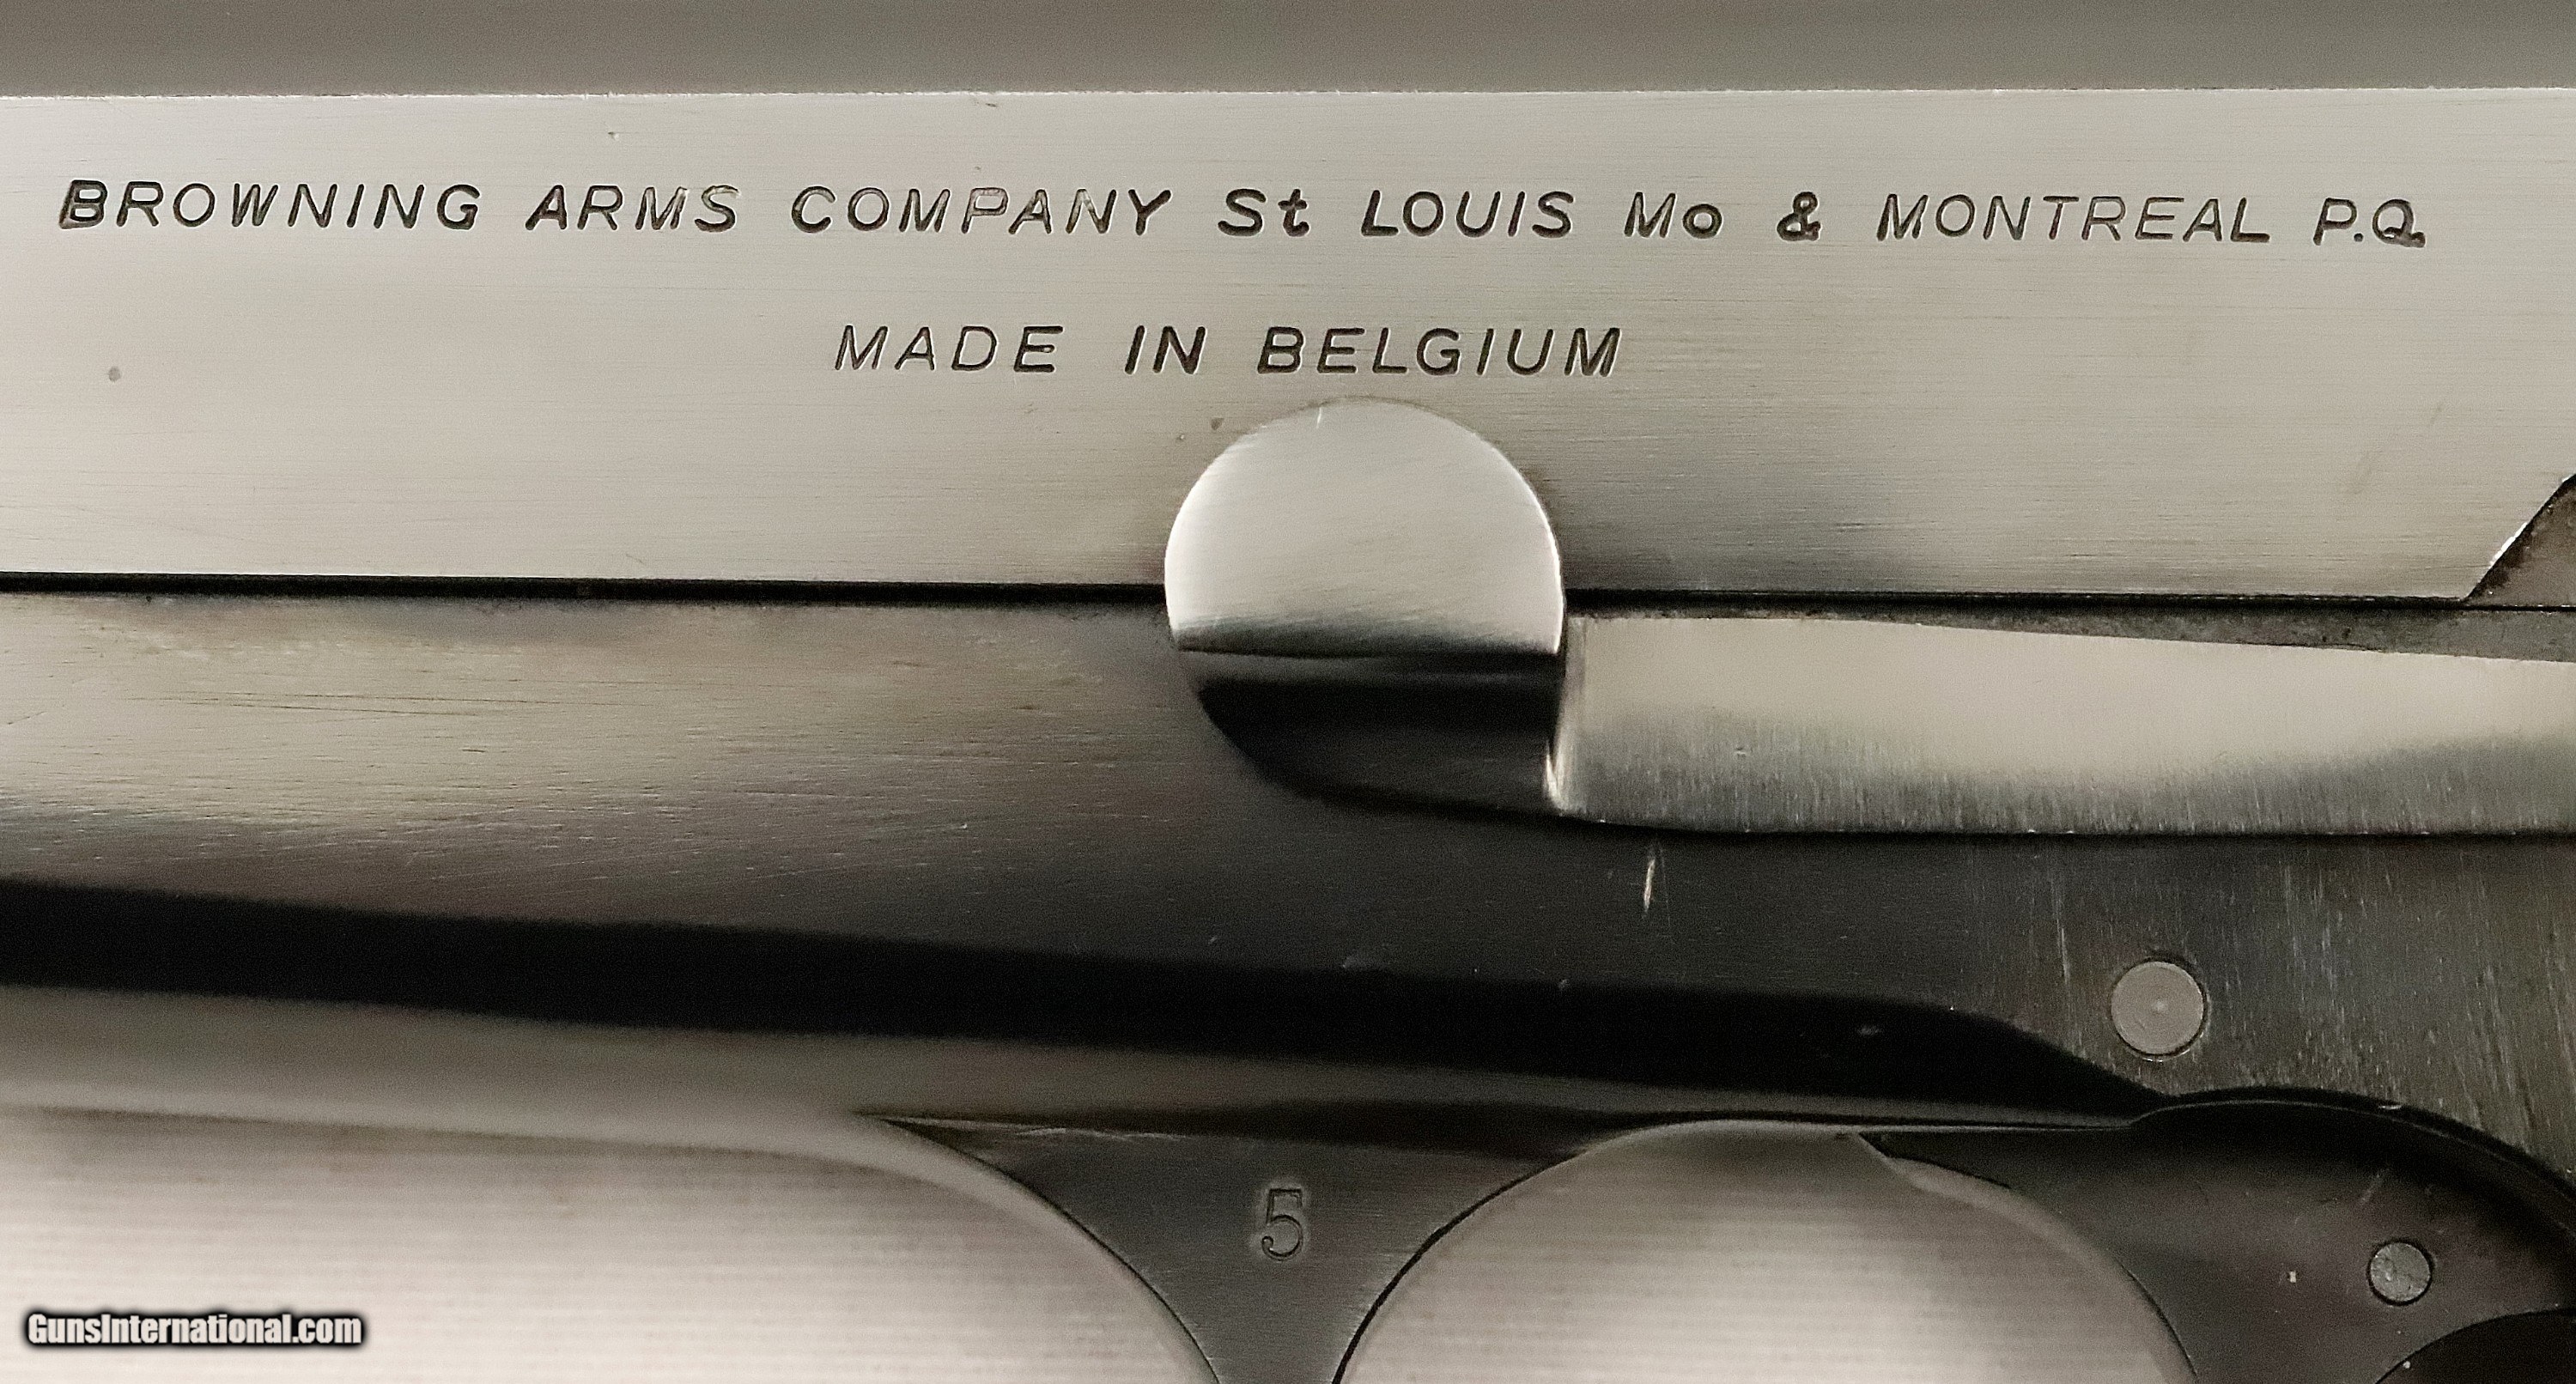 BROWNING ARMS COMPANY St LOUIS Mo & MONTREAL P.Q.
MADE IN BELGIUM
5
GunsInternational.com